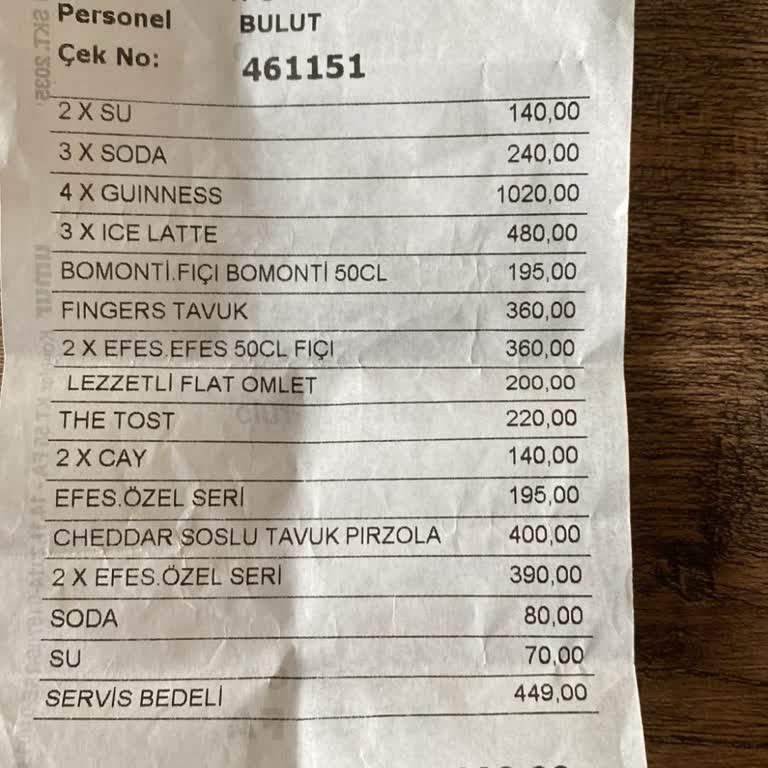 Personel BULUT
Çek No: 461151
2 X SU 140,00
3 X SODA 240,00
4 X GUINNESS 1020,00
3 X ICE LATTE 480,00
BOMONTİ.FIÇI BOMONTİ 50CL 195,00
FINGERS TAVUK 360,00
2 X EFES.EFES 50CL FIÇI 360,00
LEZZETLİ FLAT OMLET 200,00
THE TOST 220,00
2 X CAY 140,00
EFES.ÖZEL SERİ 195,00
CHEDDAR SOSLU TAVUK PIRZOLA 400,00
2 X EFES.ÖZEL SERİ 390,00
SODA 80,00
SU 70,00
SERVİS BEDELİ 449,00